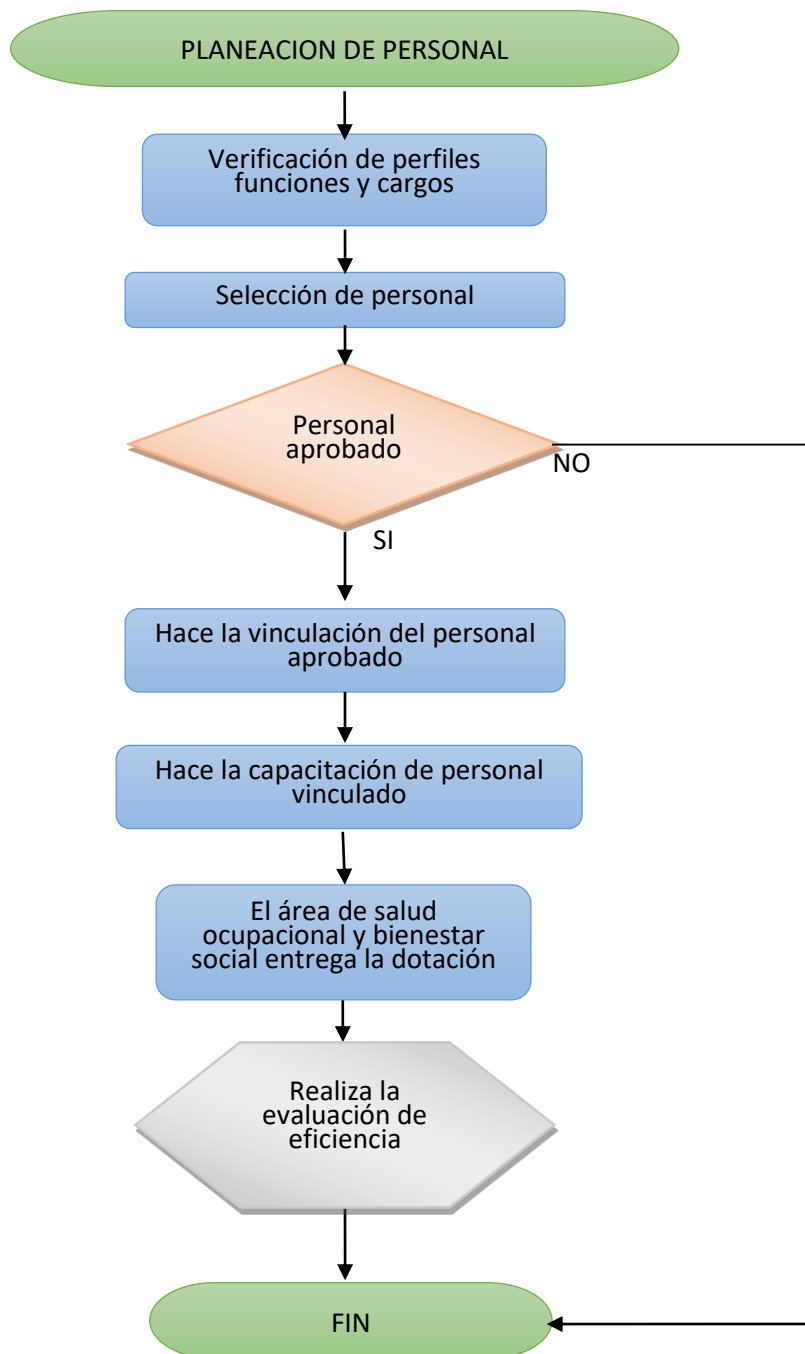 PLANEACION DE PERSONAL
Verificación de perfiles
funciones y cargos
Selección de personal
Personal
aprobado
NO
SI
Hace la vinculación del personal
aprobado
Hace la capacitación de personal
vinculado
El área de salud
ocupacional y bienestar
social entrega la dotación
Realiza la
evaluación de
eficiencia
FIN